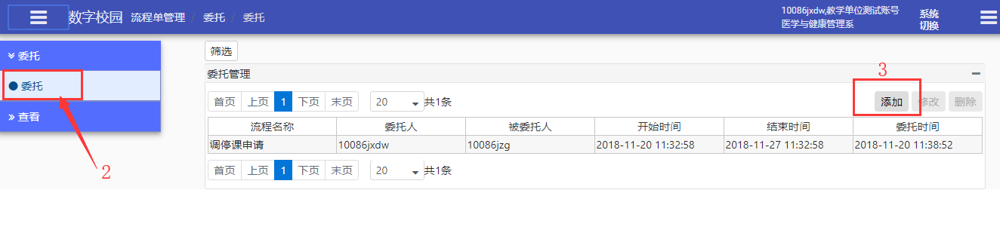 数字校园 流程单管理 / 委托 / 委托
10086jxdw,教学单位测试账号
医学与健康管理系
系统
切换
委托
委托
查看
2
筛选
委托管理
3
首页 上页 1 下页 末页 20 共1条
添加 修改 删除
流程名称 委托人 被委托人 开始时间 结束时间 委托时间
调停课申请 10086jxdw 10086jzg 2018-11-20 11:32:58 2018-11-27 11:32:58 2018-11-20 11:38:52
首页 上页 1 下页 末页 20 共1条